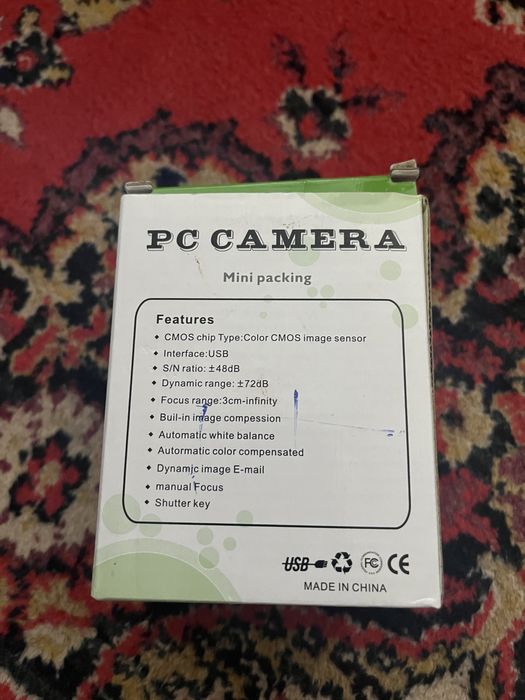 PC CAMERA
Mini packing
Features
• CMOS chip Type:Color CMOS image sensor
• Interface:USB
• S/N ratio: ±48dB
• Dynamic range: ±72dB
• Focus range:3cm-infinity
• Buil-in image compession
• Automatic white balance
• Autormatic color compensated
• Dynamic image E-mail
• manual Focus
• Shutter key
USB FC CE
MADE IN CHINA